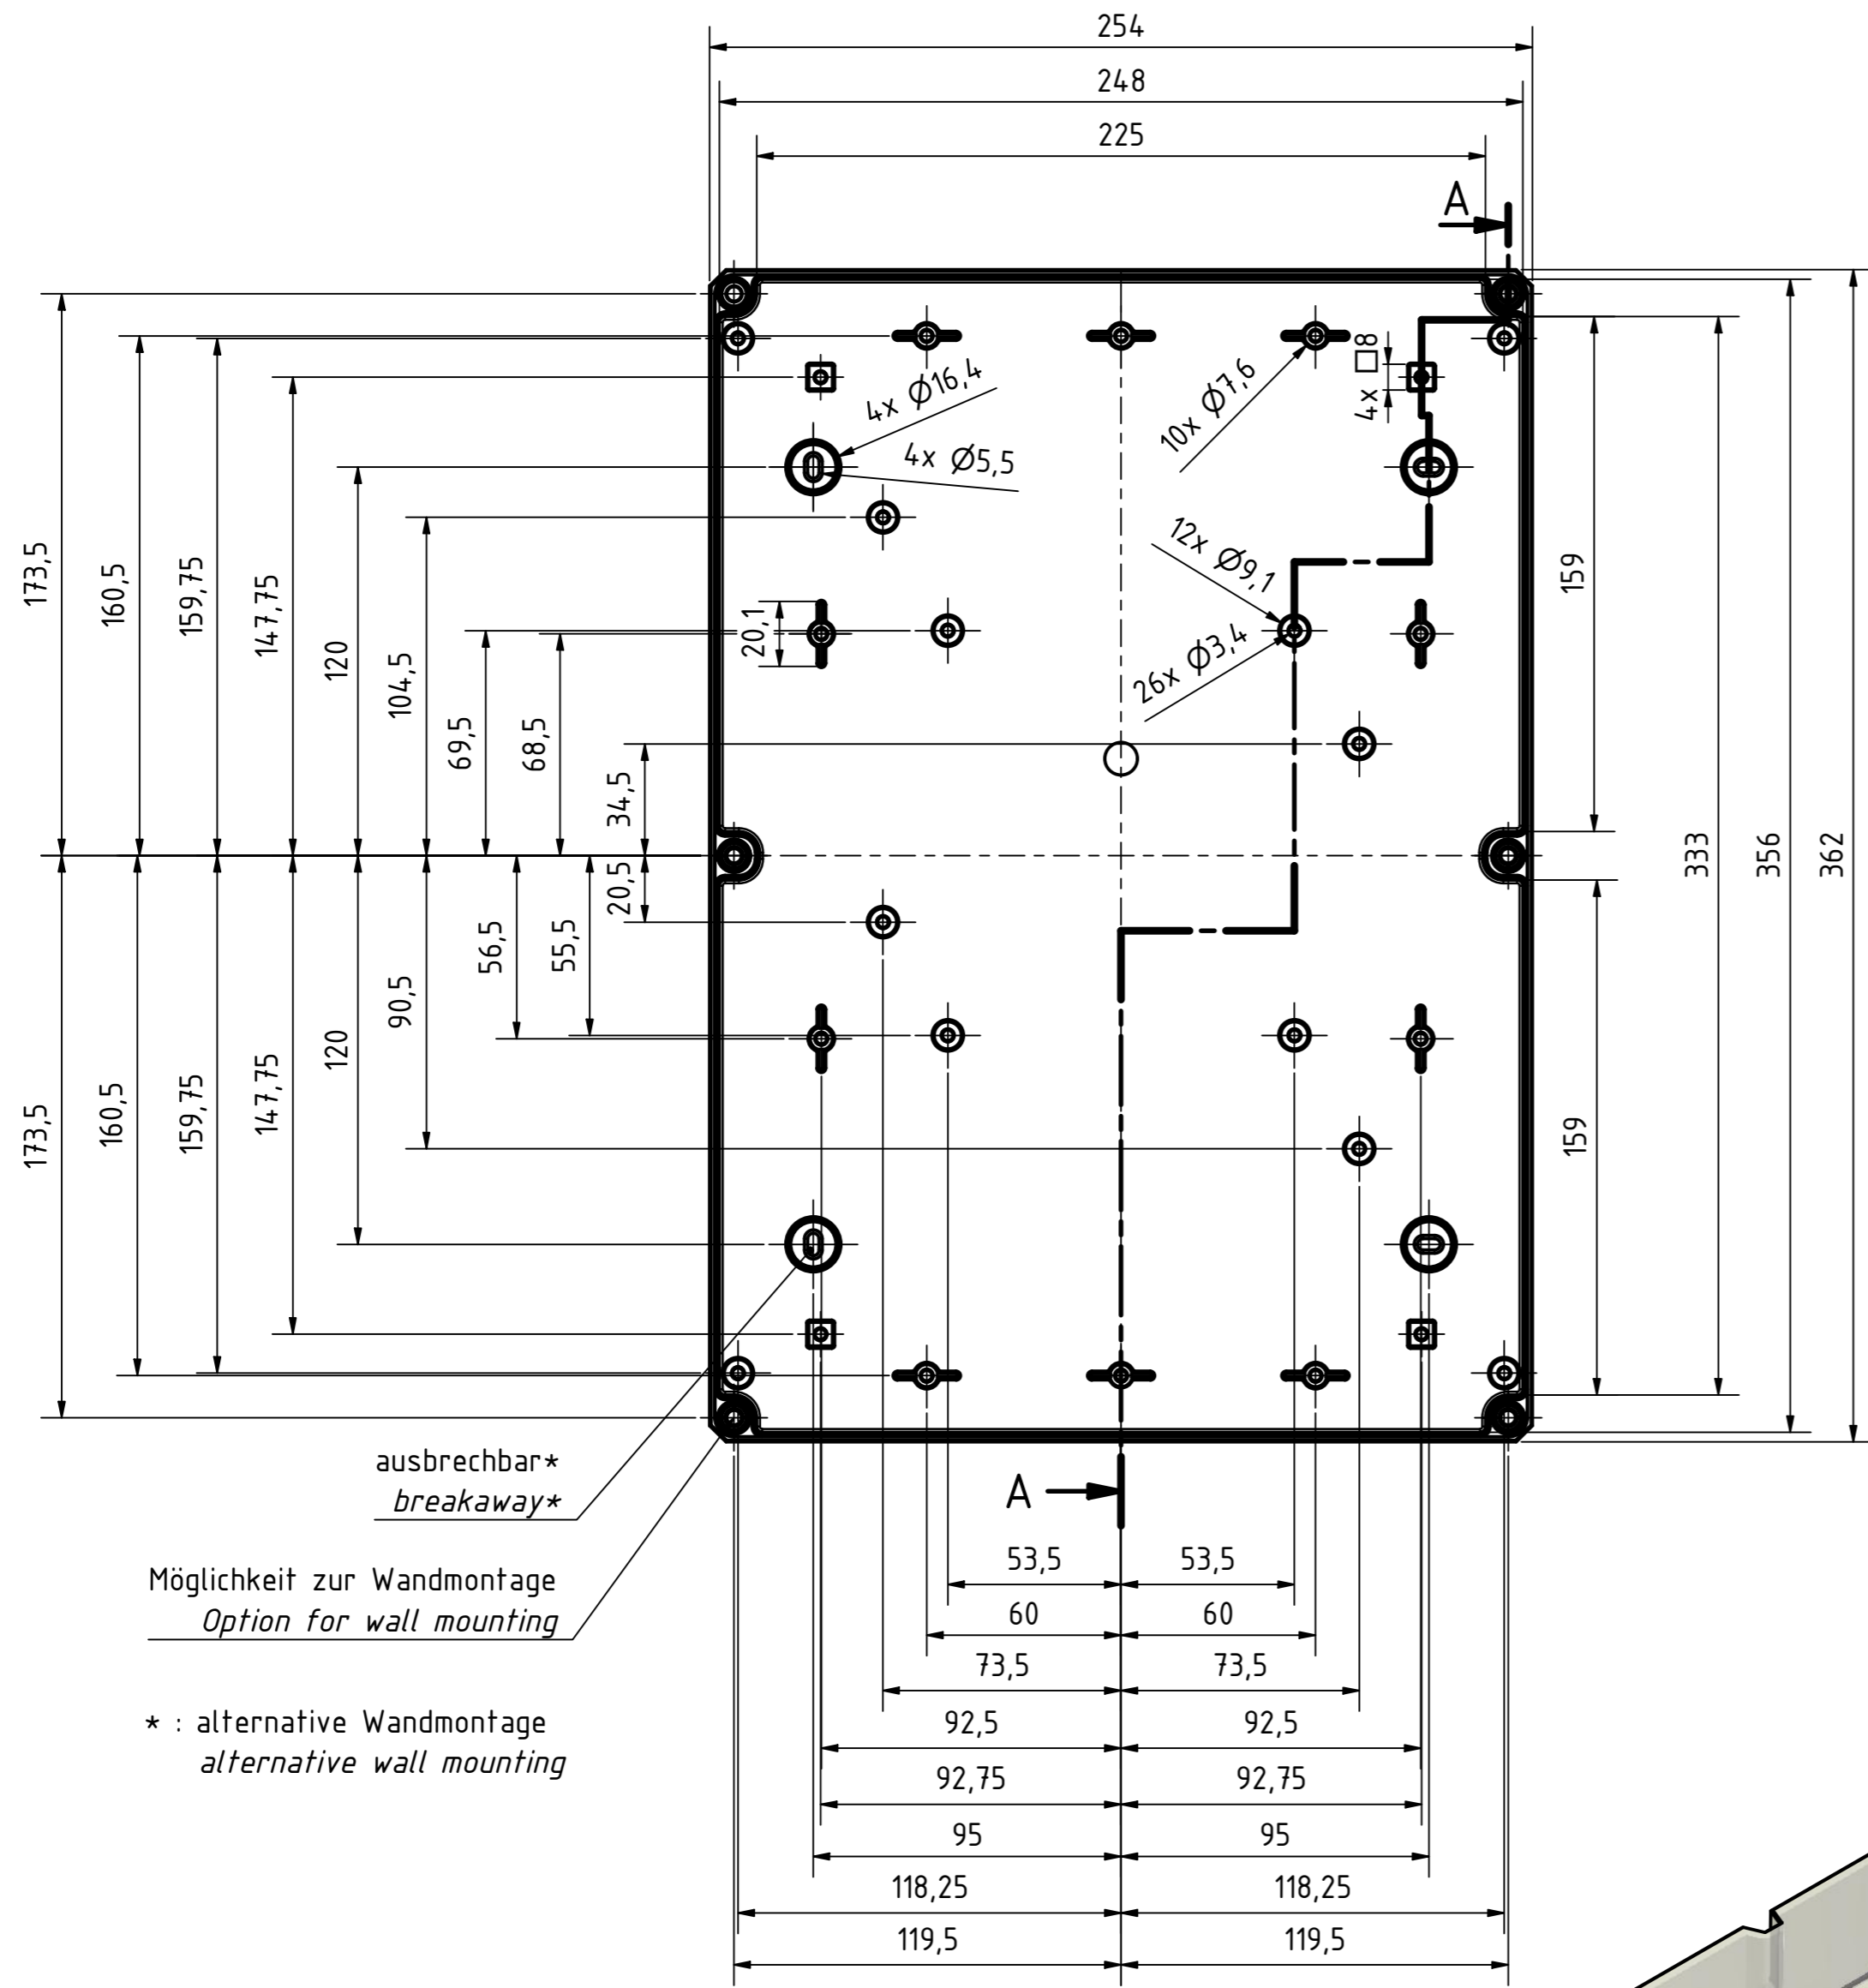 254
248
225
A
4x □8
4x Ø16,4
4x Ø5,5
10x Ø7,6
12x Ø9,1
26x Ø3,4
20,1
173,5
160,5
159,75
147,75
120
104,5
69,5
68,5
34,5
20,5
56,5
55,5
90,5
120
147,75
159,75
160,5
173,5
159
159
333
356
362
ausbrechbar*
breakaway*
Möglichkeit zur Wandmontage
Option for wall mounting
* : alternative Wandmontage
alternative wall mounting
A
53,5 53,5
60 60
73,5 73,5
92,5 92,5
92,75 92,75
95 95
118,25 118,25
119,5 119,5